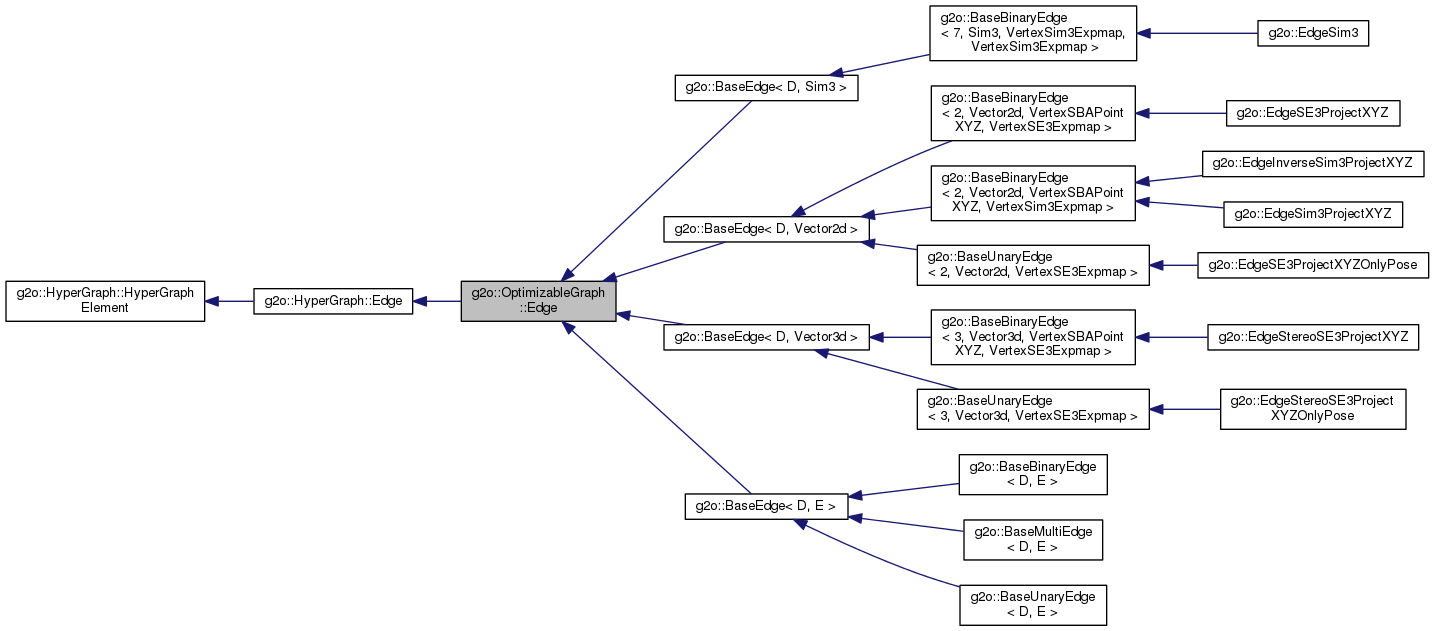 g2o::HyperGraph::HyperGraph
Element
g2o::HyperGraph::Edge
g2o::OptimizableGraph
::Edge
g2o::BaseEdge< D, Sim3 >
g2o::BaseEdge< D, Vector2d >
g2o::BaseEdge< D, Vector3d >
g2o::BaseEdge< D, E >
g2o::BaseBinaryEdge
< 7, Sim3, VertexSim3Expmap,
VertexSim3Expmap >
g2o::BaseBinaryEdge
< 2, Vector2d, VertexSBAPoint
XYZ, VertexSE3Expmap >
g2o::BaseBinaryEdge
< 2, Vector2d, VertexSBAPoint
XYZ, VertexSim3Expmap >
g2o::BaseUnaryEdge
< 2, Vector2d, VertexSE3Expmap >
g2o::BaseBinaryEdge
< 3, Vector3d, VertexSBAPoint
XYZ, VertexSE3Expmap >
g2o::BaseUnaryEdge
< 3, Vector3d, VertexSE3Expmap >
g2o::BaseBinaryEdge
< D, E >
g2o::BaseMultiEdge
< D, E >
g2o::BaseUnaryEdge
< D, E >
g2o::EdgeSim3
g2o::EdgeSE3ProjectXYZ
g2o::EdgeInverseSim3ProjectXYZ
g2o::EdgeSim3ProjectXYZ
g2o::EdgeSE3ProjectXYZOnlyPose
g2o::EdgeStereoSE3ProjectXYZ
g2o::EdgeStereoSE3Project
XYZOnlyPose